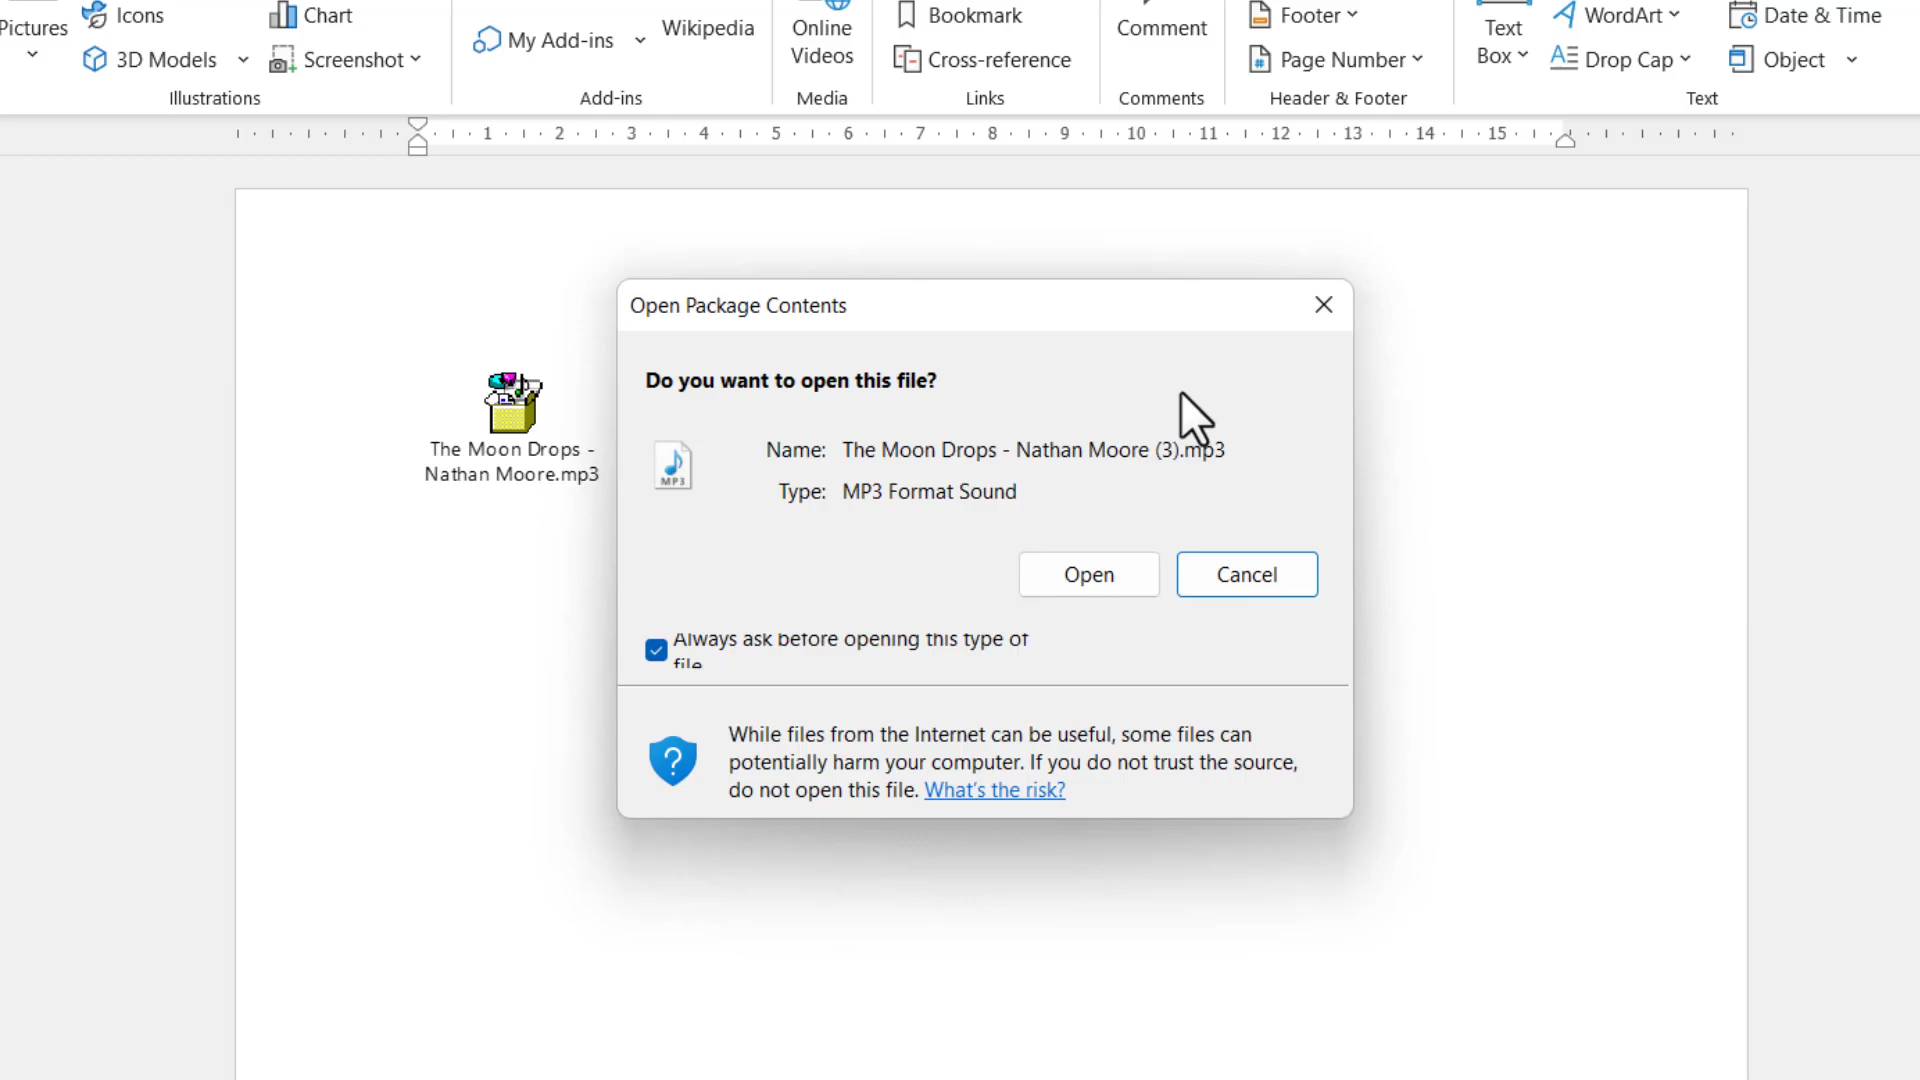 Pictures
Icons
3D Models
Chart
Screenshot
Illustrations
My Add-ins
Wikipedia
Add-ins
Online
Videos
Media
Bookmark
Cross-reference
Links
Comment
Comments
Footer
Page Number
Header & Footer
Text
Box
WordArt
Drop Cap
Date & Time
Object
Text
1 2 3 4 5 6 7 8 9 10 11 12 13 14 15
The Moon Drops -
Nathan Moore.mp3
Open Package Contents
Do you want to open this file?
MP3
Name: The Moon Drops - Nathan Moore (3).mp3
Type: MP3 Format Sound
Open Cancel
Always ask before opening this type of
file
While files from the Internet can be useful, some files can
potentially harm your computer. If you do not trust the source,
do not open this file. What's the risk?